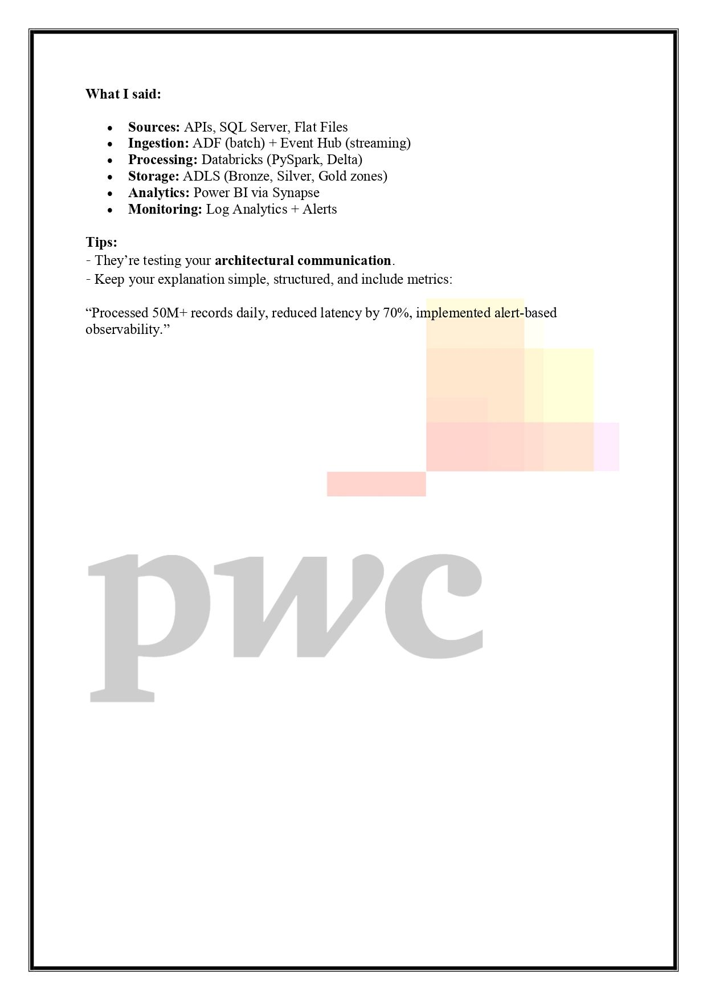 What I said:
• Sources: APIs, SQL Server, Flat Files
• Ingestion: ADF (batch) + Event Hub (streaming)
• Processing: Databricks (PySpark, Delta)
• Storage: ADLS (Bronze, Silver, Gold zones)
• Analytics: Power BI via Synapse
• Monitoring: Log Analytics + Alerts
Tips:
- They’re testing your architectural communication.
- Keep your explanation simple, structured, and include metrics:
“Processed 50M+ records daily, reduced latency by 70%, implemented alert-based
observability.”
pwc